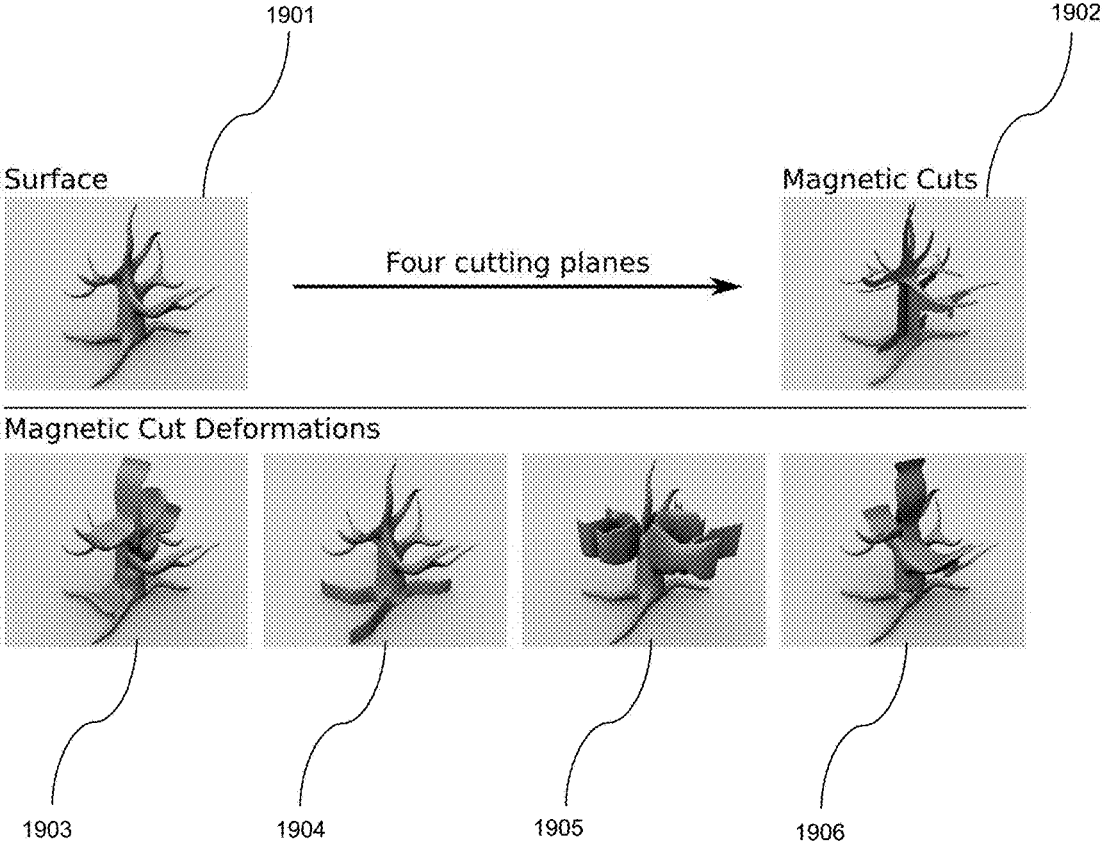 1901
1902
Surface
Magnetic Cuts
Four cutting planes
Magnetic Cut Deformations
1903
1904
1905
1906